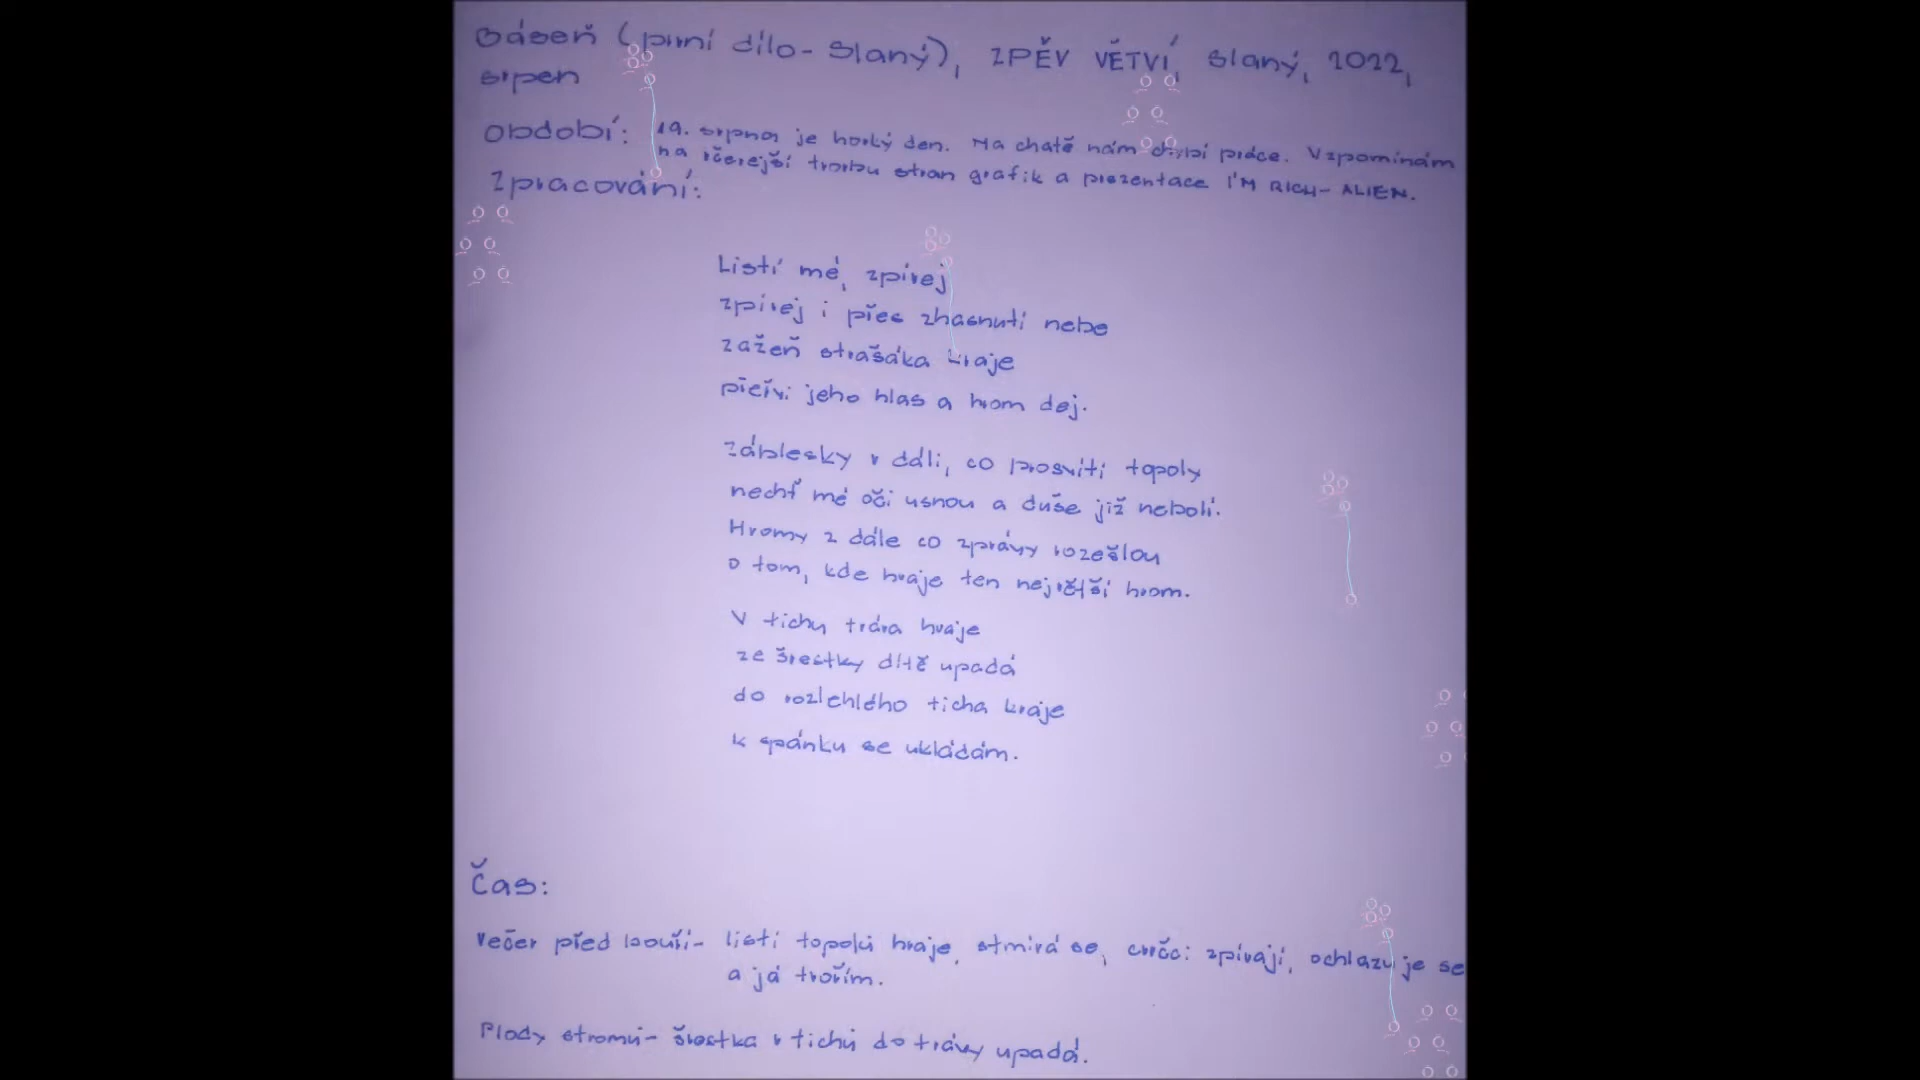 Báseň (první dílo - Slaný), ZPĚV VĚTVÍ, Slaný, 2022,
srpen
Období: 19. srpna je horký den. Na chatě nám chybí práce. Vzpomínám
na včerejší tvorbu stran grafik a prezentace I'M RICH - ALIEN.
Zpracování:
Listí mé, zpívej
zpívej i přes zhasnutí nebe
zažeň strašáka kraje
přeřvi jeho hlas a hrom dej.
Záblesky v dáli, co prosvítí topoly
nechť mé oči usnou a duše již nebolí.
Hromy z dále co zprávy rozešlou
o tom, kde hraje ten největší hrom.
V tichu tvdra hraje
ze švestky dítě upadá
do rozlehlého ticha kraje
k spánku se ukládám.
Čas:
Večer před bouří - listí topolů hraje, stmívá se, cvrčci zpívají, ochlazuje se
a já tvořím.
Plody stromů - švestka v tichů do trávy upadá.